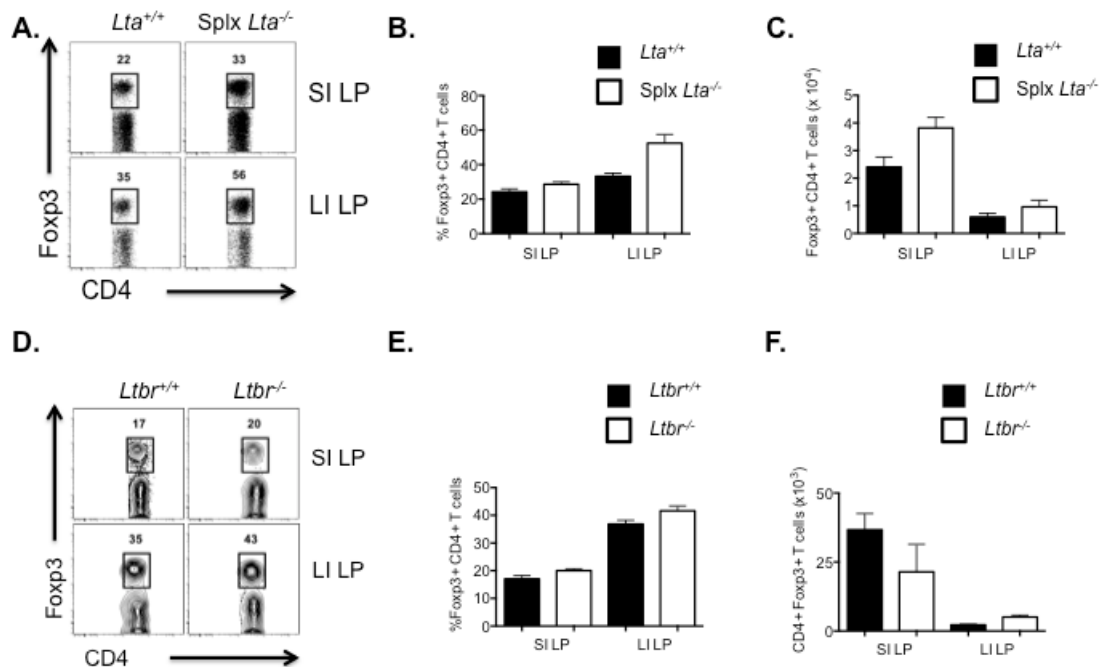 A.
Lta+/+
Splx Lta-/-
22
33
SI LP
35
56
LI LP
Foxp3
CD4
B.
Lta+/+
Splx Lta-/-
% Foxp3+ CD4+ T cells
80
60
40
20
0
SI LP
LI LP
C.
Lta+/+
Splx Lta-/-
Foxp3+ CD4+ T cells (x 10⁴)
5
4
3
2
1
0
SI LP
LI LP
D.
Ltbr+/+
Ltbr-/-
17
20
SI LP
35
43
LI LP
Foxp3
CD4
E.
Ltbr+/+
Ltbr-/-
%Foxp3+ CD4+ T cells
50
40
30
20
10
0
SI LP
LI LP
F.
Ltbr+/+
Ltbr-/-
CD4+ Foxp3+ T cells (x10³)
50
25
0
SI LP
LI LP